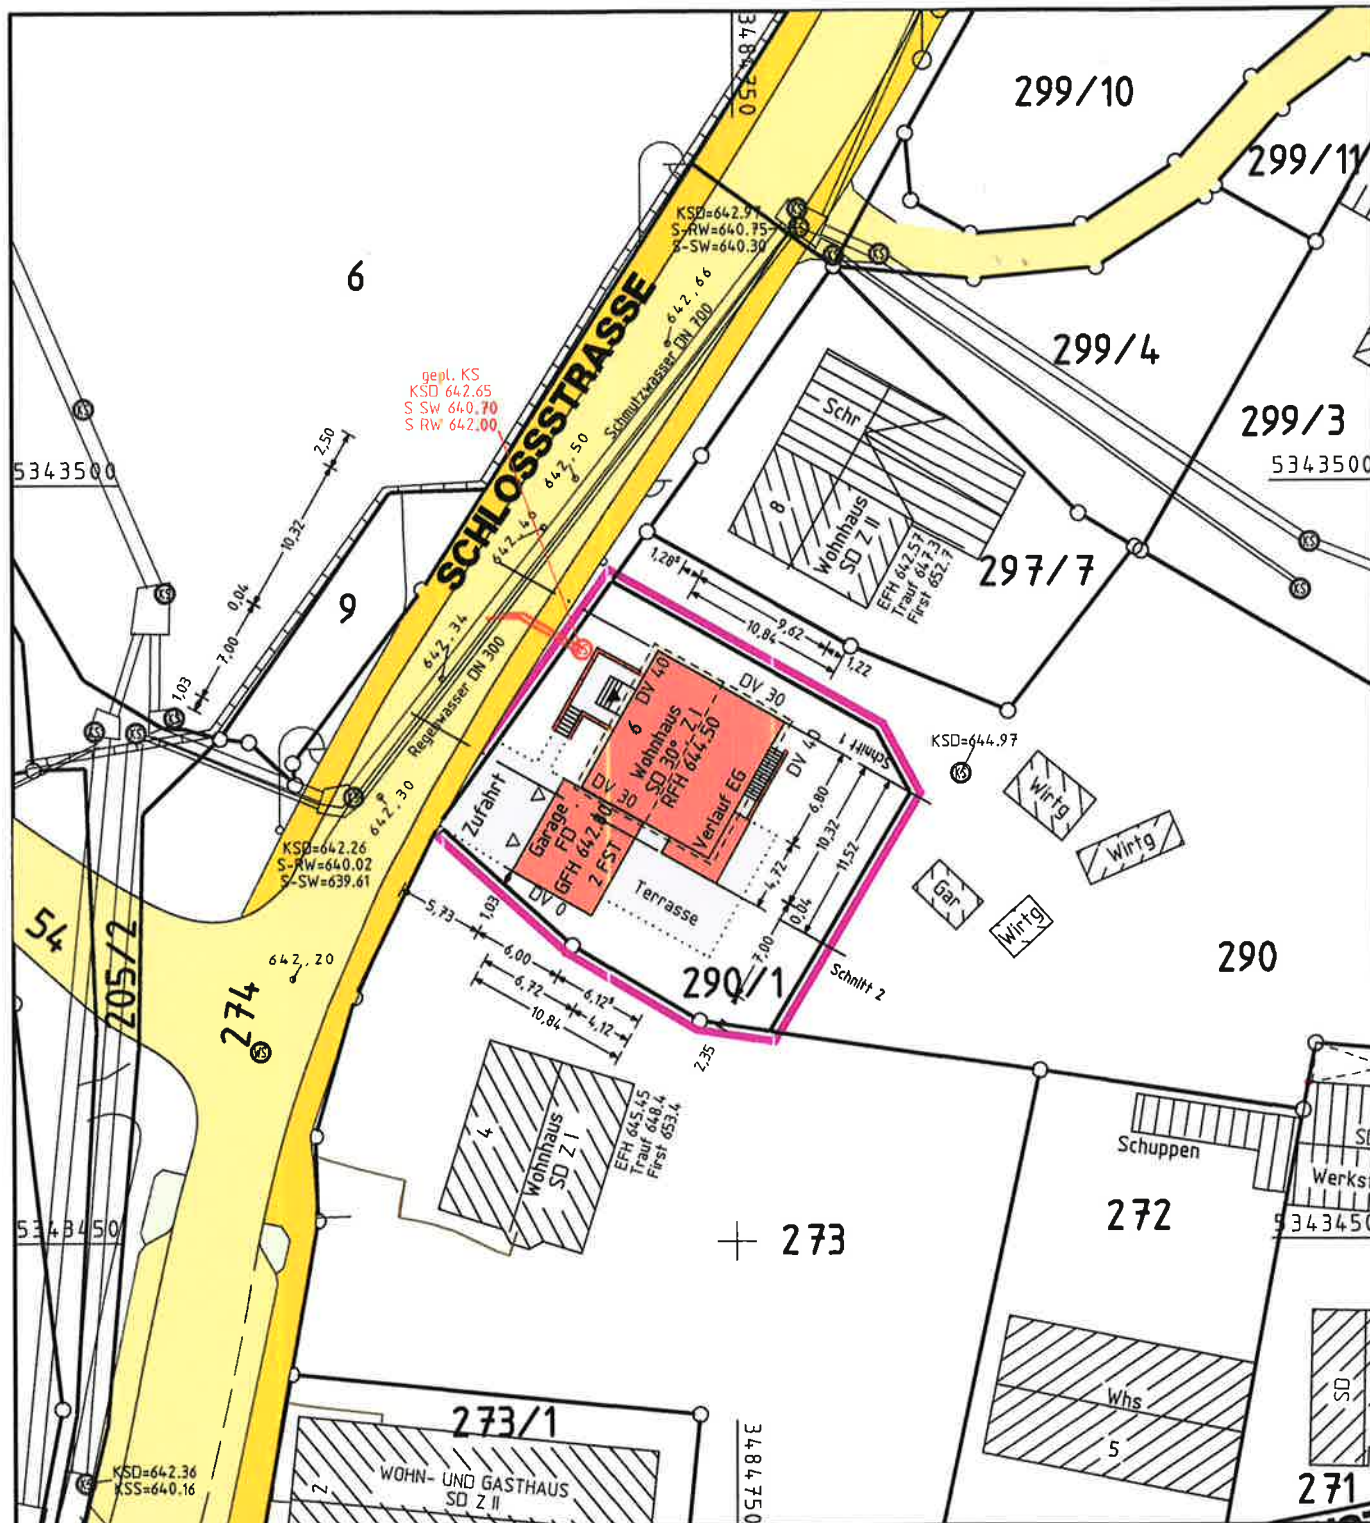 3484750
299/10
299/11
KSD=642.97
S-RW=640.75
S-SW=640.30
6
SCHLOSSSTRASSE
642,66
Schmutzwasser DN 700
299/4
gepl. KS
KSD 642.65
S SW 640.70
S RW 642.00
Schr
299/3
2,50
5343500
5343500
642,50
8
Wohnhaus
SD Z II
EFH 642.57
Trauf 647.3
First 652.7
10,32
642,46
297/7
1,28⁵
0,04
9
9,62
10,84
1,22
7,00
642,34
1,03
Regenwasser DN 300
DV 40
DV 30
6
Wohnhaus
SD 30° Z I
RFH 644.50
Schnitt 1
KSD=644.97
DV 40
642,30
Zufahrt
DV 30
Verlauf EG
6,80
10,32
11,52
Wirtg
Wirtg
Garage
FD
GFH 642.80
2 FST
KSD=642.26
S-RW=640.02
S-SW=639.61
DV 0
Terrasse
4,72
0,04
Gar
Wirtg
54
205/2
5,73
1,03
6,00
6,72
10,84
6,12⁵
4,12
7,00
Schnitt 2
642,20
290/1
290
274
2,35
4
Wohnhaus
SD Z I
EFH 645.45
Trauf 648.4
First 653.4
Schuppen
5343450
273
272
5343450
273/1
Whs
5
SD
WOHN- UND GASTHAUS
SD Z II
2
3484750
KSD=642.36
KSS=640.16
271